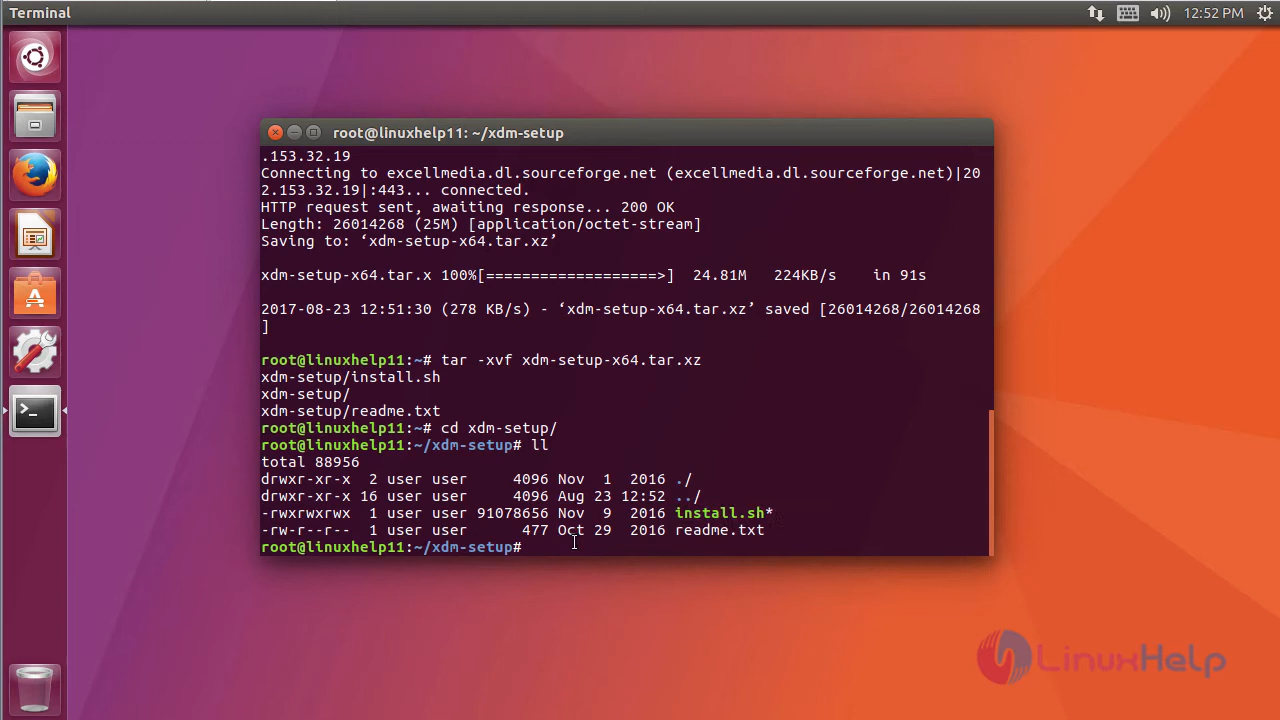 Terminal
12:52 PM
root@linuxhelp11: ~/xdm-setup
.153.32.19
Connecting to excellmedia.dl.sourceforge.net (excellmedia.dl.sourceforge.net)|20
2.153.32.19|:443... connected.
HTTP request sent, awaiting response... 200 OK
Length: 26014268 (25M) [application/octet-stream]
Saving to: ‘xdm-setup-x64.tar.xz’
xdm-setup-x64.tar.x 100%[===================>] 24.81M 224KB/s in 91s
2017-08-23 12:51:30 (278 KB/s) - ‘xdm-setup-x64.tar.xz’ saved [26014268/26014268
]
root@linuxhelp11:~# tar -xvf xdm-setup-x64.tar.xz
xdm-setup/install.sh
xdm-setup/
xdm-setup/readme.txt
root@linuxhelp11:~# cd xdm-setup/
root@linuxhelp11:~/xdm-setup# ll
total 88956
drwxr-xr-x 2 user user 4096 Nov 1 2016 ./
drwxr-xr-x 16 user user 4096 Aug 23 12:52 ../
-rwxrwxrwx 1 user user 91078656 Nov 9 2016 install.sh*
-rw-r--r-- 1 user user 477 Oct 29 2016 readme.txt
root@linuxhelp11:~/xdm-setup#
LinuxHelp